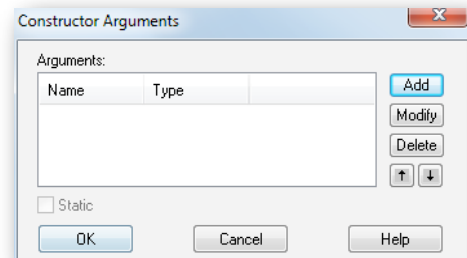 Constructor Arguments
Arguments:
Name Type
Add
Modify
Delete
Static
OK Cancel Help